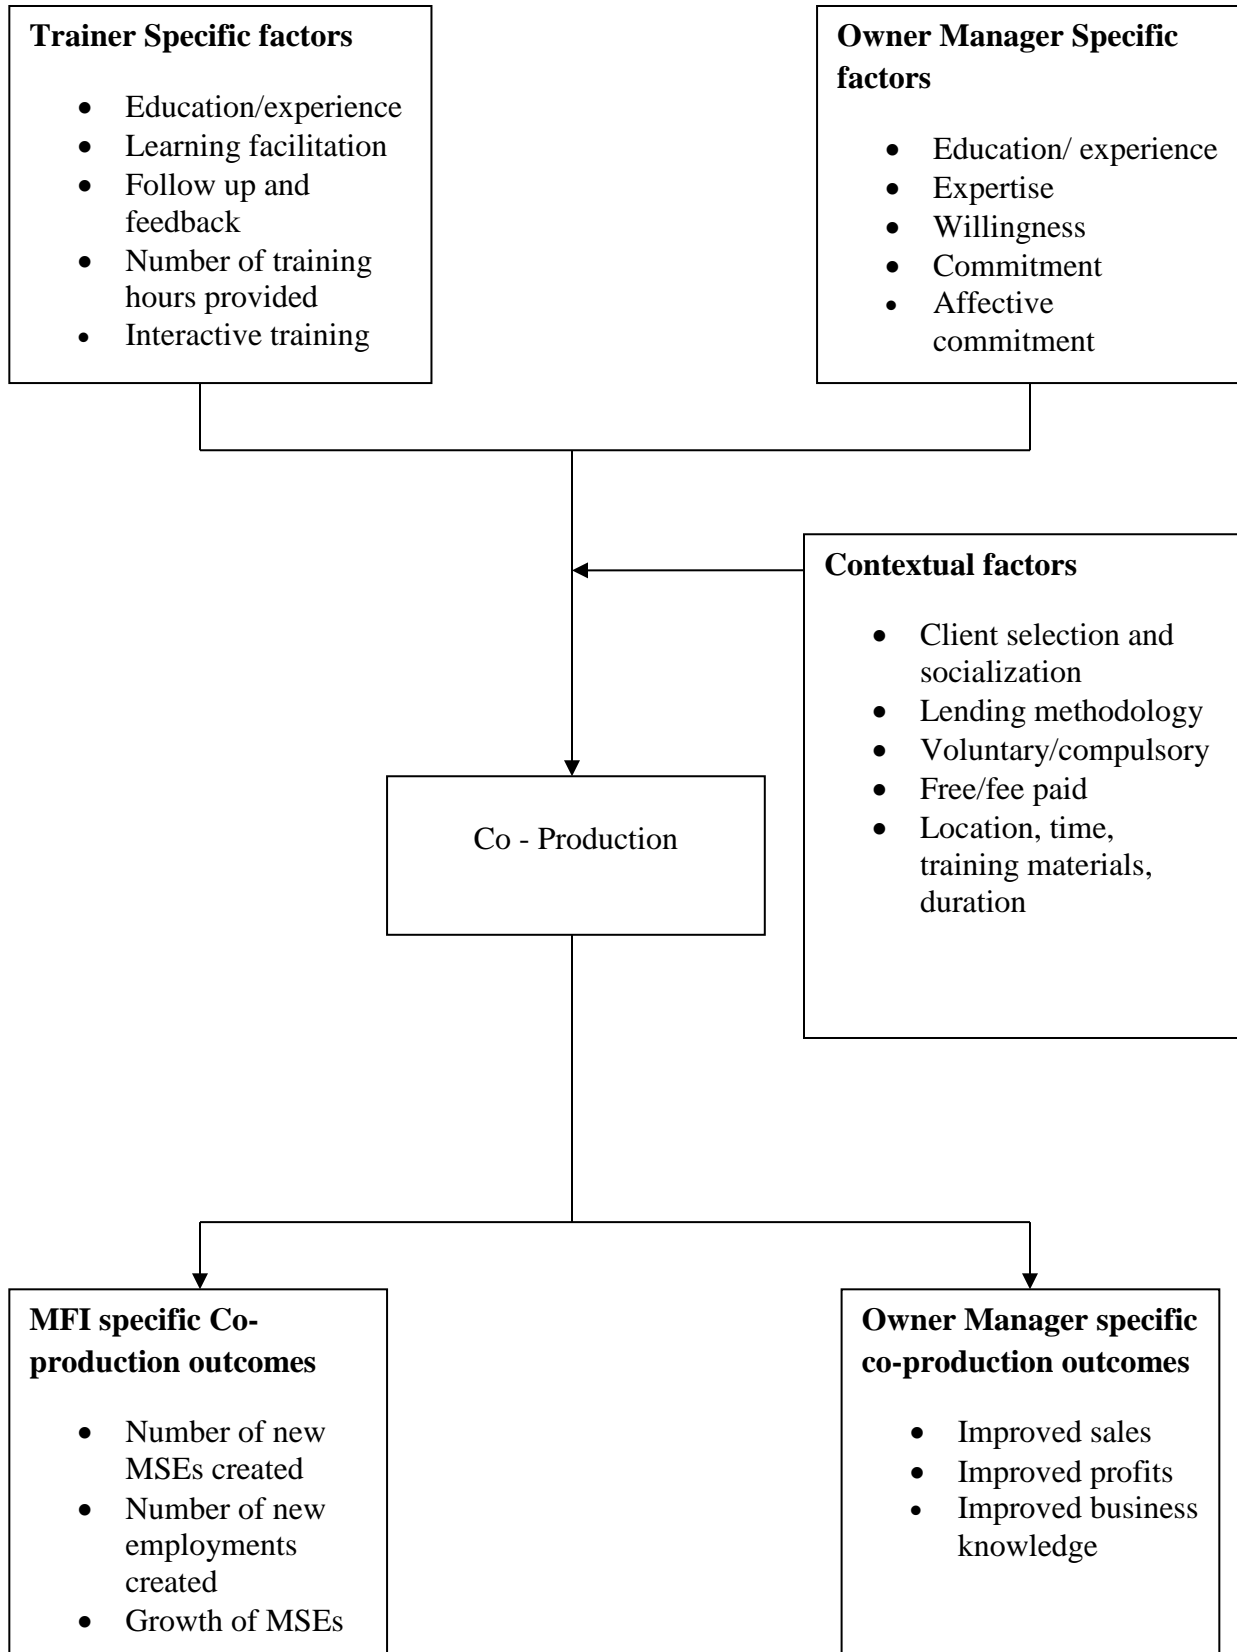 Trainer Specific factors
• Education/experience
• Learning facilitation
• Follow up and
feedback
• Number of training
hours provided
• Interactive training
Owner Manager Specific
factors
• Education/ experience
• Expertise
• Willingness
• Commitment
• Affective
commitment
Contextual factors
• Client selection and
socialization
• Lending methodology
• Voluntary/compulsory
• Free/fee paid
• Location, time,
training materials,
duration
Co - Production
MFI specific Co-
production outcomes
• Number of new
MSEs created
• Number of new
employments
created
• Growth of MSEs
Owner Manager specific
co-production outcomes
• Improved sales
• Improved profits
• Improved business
knowledge